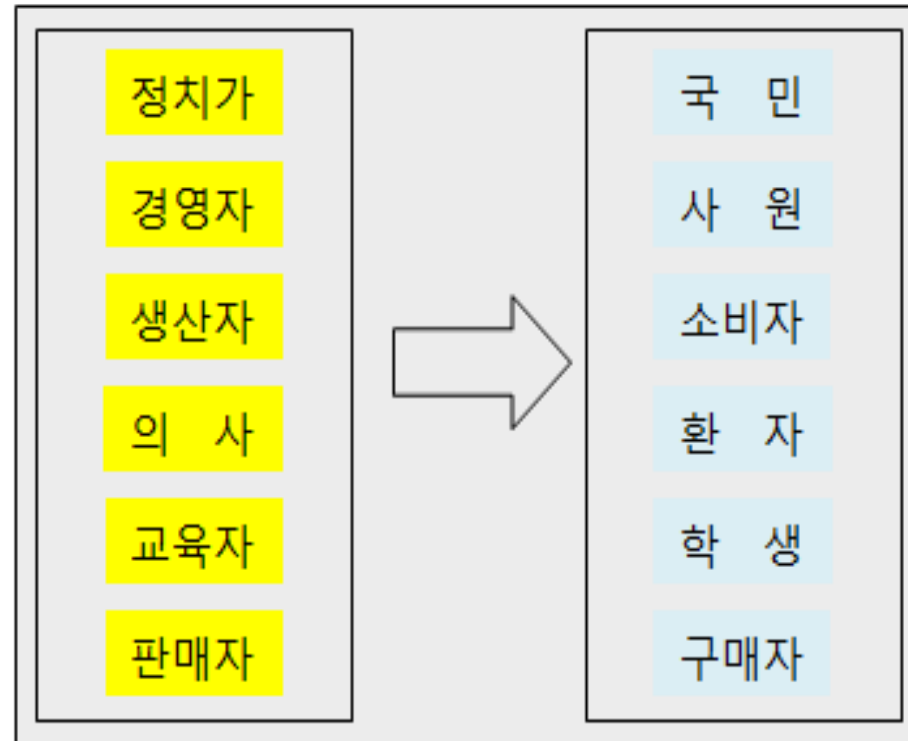 정치가
경영자
생산자
의 사
교육자
판매자
국 민
사 원
소비자
환 자
학 생
구매자